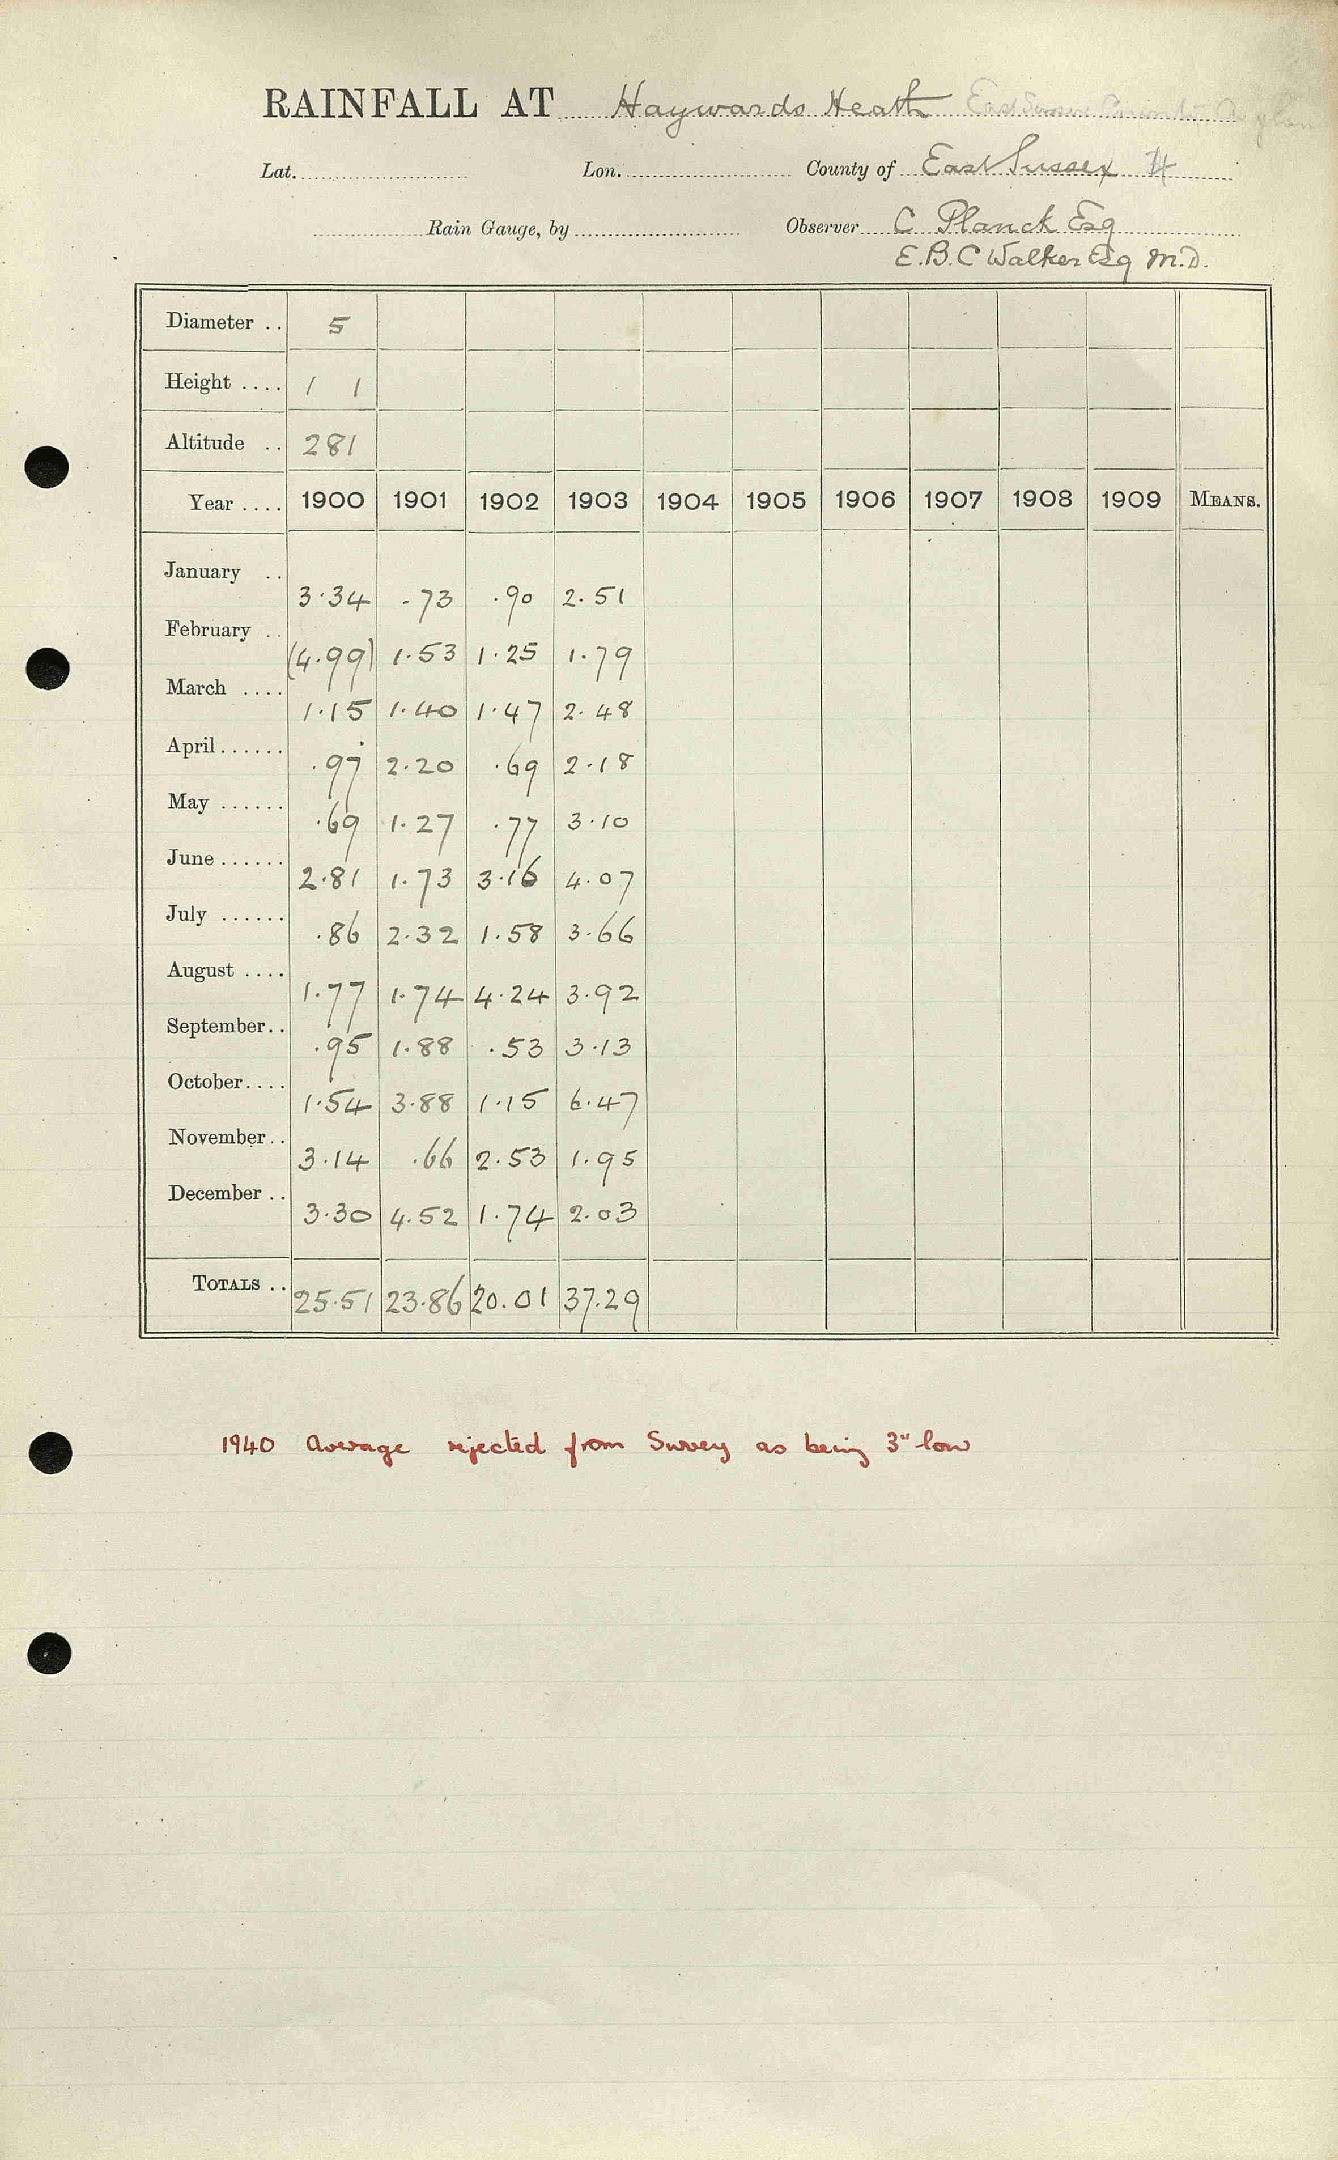 RAINFALL AT Haywards Heath East Sussex County Asylum
Lat. Lon. County of East Sussex 4
Rain Gauge, by Observer C Planck Esq
E.B.C Walker Esq M.D.
Diameter .. 5
Height .... 1 1
Altitude .. 281
Year .... 1900 1901 1902 1903 1904 1905 1906 1907 1908 1909 MEANS.
January .. 3.34 .73 .90 2.51
February .. (4.99) 1.53 1.25 1.79
March .... 1.15 1.40 1.47 2.48
April ...... .97 2.20 .69 2.18
May ...... .69 1.27 .77 3.10
June ...... 2.81 1.73 3.16 4.07
July ...... .86 2.32 1.58 3.66
August .... 1.77 1.74 4.24 3.92
September.. .95 1.88 .53 3.13
October.... 1.54 3.88 1.15 6.47
November.. 3.14 .66 2.53 1.95
December .. 3.30 4.52 1.74 2.03
TOTALS .. 25.51 23.86 20.01 37.29
1940 Average rejected from Survey as being 3" low